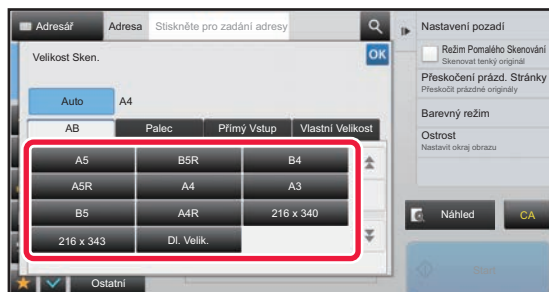 Adresář Adresa Stiskněte pro zadání adresy
Velikost Sken. OK
Auto A4
AB Palec Přímý Vstup Vlastní Velikost
A5 B5R B4
A5R A4 A3
B5 A4R 216 x 340
216 x 343 Dl. Velik.
Ostatní
Nastavení pozadí
Režim Pomalého Skenování
Skenovat tenký originál
Přeskočení prázd. Stránky
Přeskočit prázdné originály
Barevný režim
Ostrost
Nastavit okraj obrazu
Náhled CA
Start